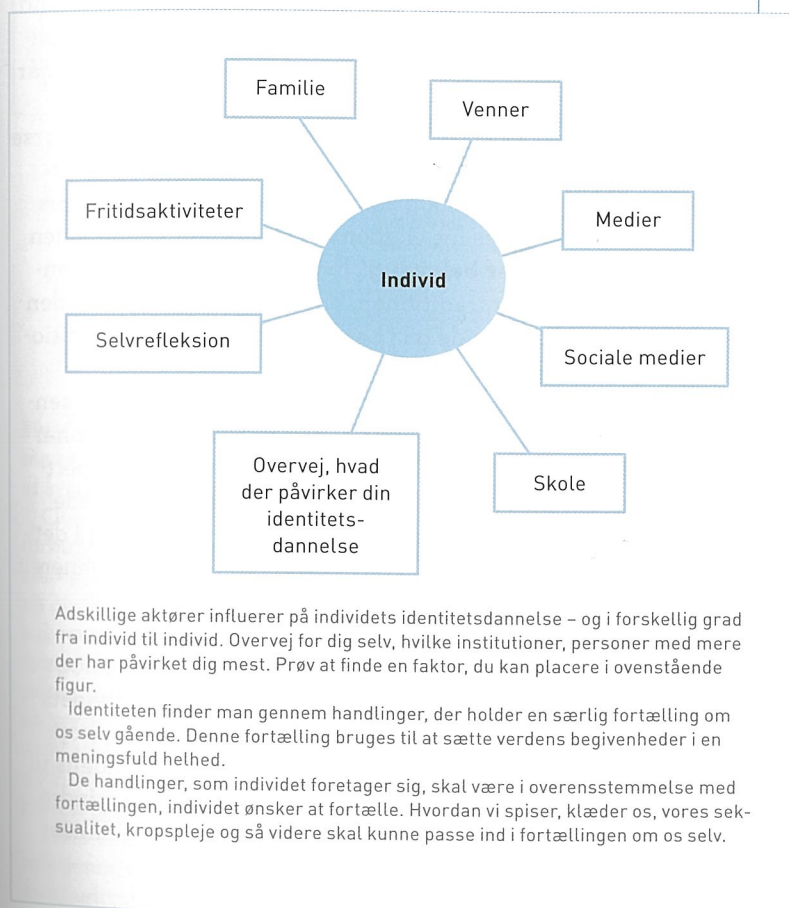 Familie
Venner
Fritidsaktiviteter
Medier
Individ
Selvrefleksion
Sociale medier
Overvej, hvad
der påvirker din
identitets-
dannelse
Skole
Adskillige aktører influerer på individets identitetsdannelse – og i forskellig grad
fra individ til individ. Overvej for dig selv, hvilke institutioner, personer med mere
der har påvirket dig mest. Prøv at finde en faktor, du kan placere i ovenstående
figur.
Identiteten finder man gennem handlinger, der holder en særlig fortælling om
os selv gående. Denne fortælling bruges til at sætte verdens begivenheder i en
meningsfuld helhed.
De handlinger, som individet foretager sig, skal være i overensstemmelse med
fortællingen, individet ønsker at fortælle. Hvordan vi spiser, klæder os, vores sek-
sualitet, kropspleje og så videre skal kunne passe ind i fortællingen om os selv.